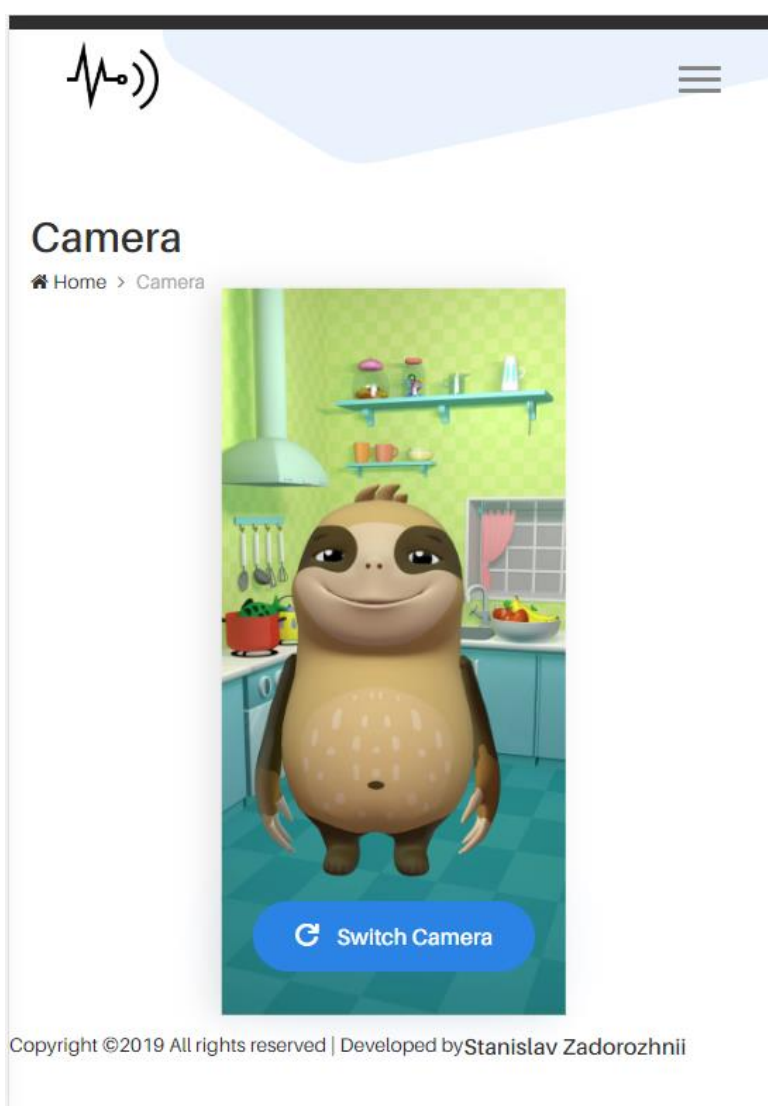 Camera
Home > Camera
Switch Camera
Copyright ©2019 All rights reserved | Developed byStanislav Zadorozhnii